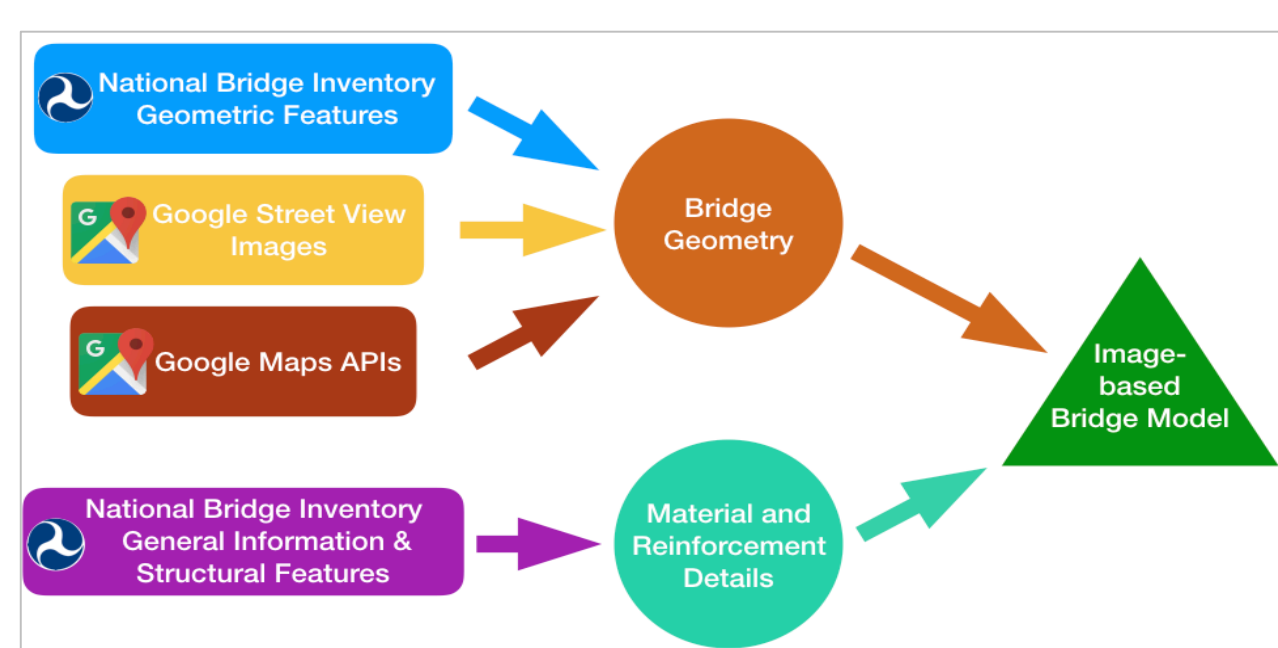 National Bridge Inventory
Geometric Features
G
Google Street View
Images
G
Google Maps APIs
National Bridge Inventory
General Information &
Structural Features
Bridge
Geometry
Material and
Reinforcement
Details
Image-
based
Bridge Model